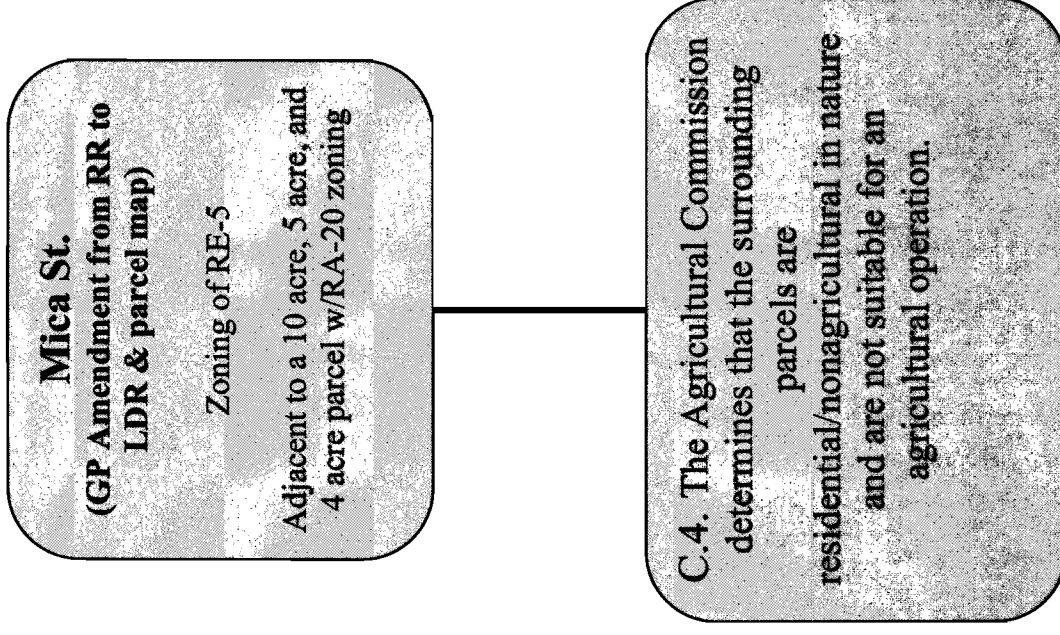 Mica St.
(GP Amendment from RR to
LDR & parcel map)
Zoning of RE-5
Adjacent to a 10 acre, 5 acre, and
4 acre parcel w/RA-20 zoning
C.4. The Agricultural Commission
determines that the surrounding
parcels are
residential/nonagricultural in nature
and are not suitable for an
agricultural operation.